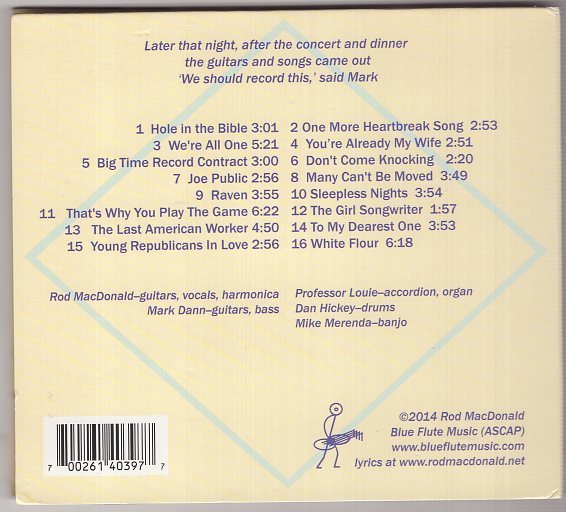 Later that night, after the concert and dinner
the guitars and songs came out
'We should record this,' said Mark
1 Hole in the Bible 3:01
2 One More Heartbreak Song 2:53
3 We're All One 5:21
4 You're Already My Wife 2:51
5 Big Time Record Contract 3:00
6 Don't Come Knocking 2:20
7 Joe Public 2:56
8 Many Can't Be Moved 3:49
9 Raven 3:55
10 Sleepless Nights 3:54
11 That's Why You Play The Game 6:22
12 The Girl Songwriter 1:57
13 The Last American Worker 4:50
14 To My Dearest One 3:53
15 Young Republicans In Love 2:56
16 White Flour 6:18
Rod MacDonald–guitars, vocals, harmonica
Mark Dann–guitars, bass
Professor Louie–accordion, organ
Dan Hickey–drums
Mike Merenda–banjo
©2014 Rod MacDonald
Blue Flute Music (ASCAP)
www.blueflutemusic.com
lyrics at www.rodmacdonald.net
7 00261 40397 7